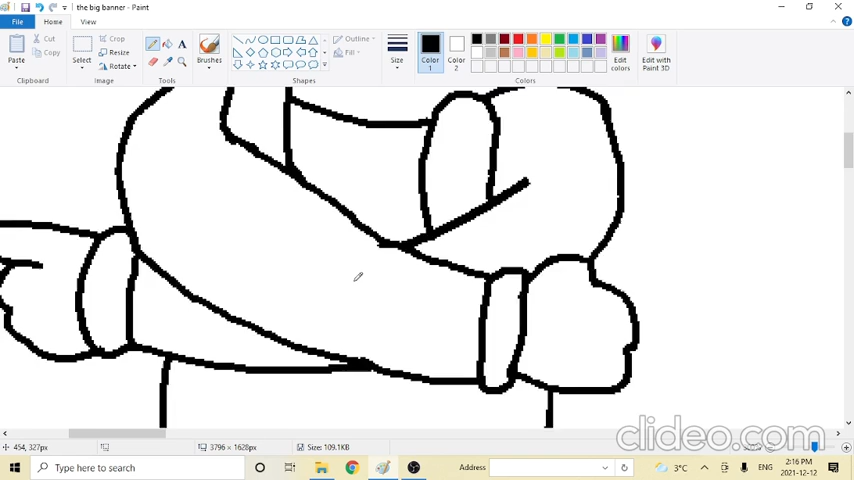 the big banner - Paint
File Home View
Paste
Cut
Copy
Clipboard
Select
Crop
Resize
Rotate
Image
Tools
Brushes
Shapes
Outline
Fill
Size
Color 1
Color 2
Edit colors
Colors
Edit with Paint 3D
454, 327px
3796 × 1628px
Size: 109.1KB
clideo.com
Type here to search
Address
3°C
ENG
2:16 PM
2021-12-12